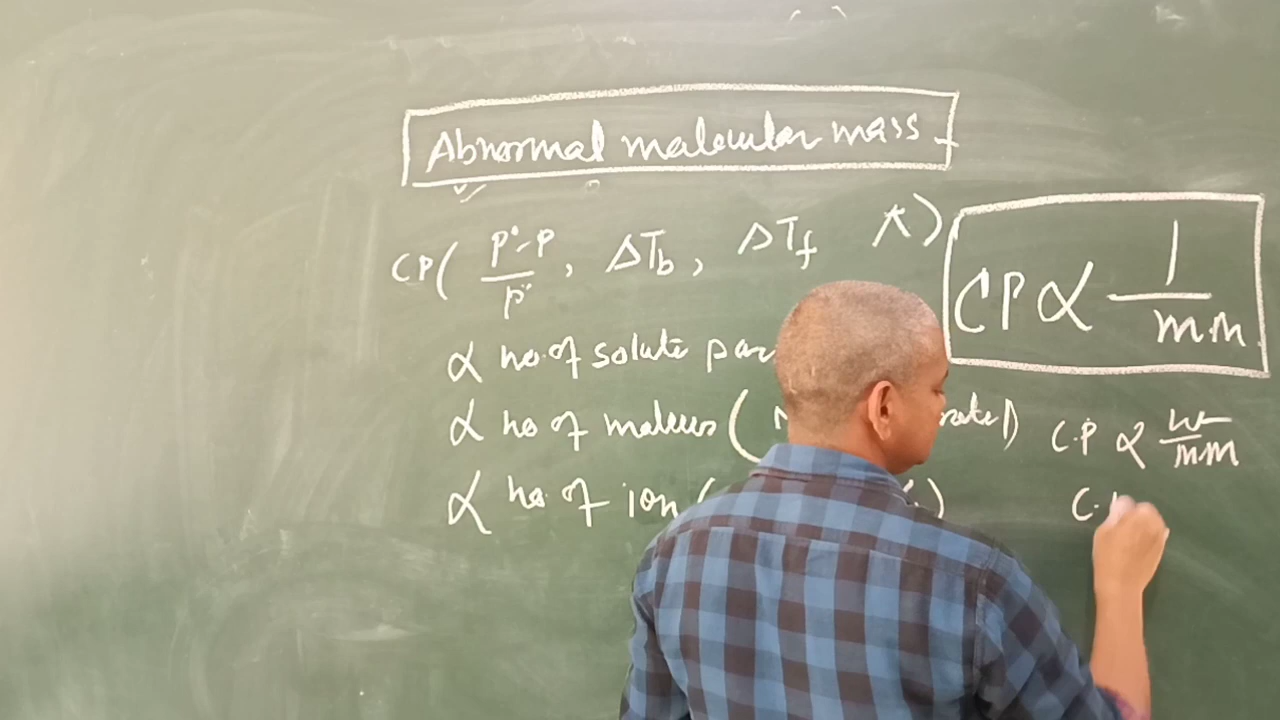 Abnormal molecular mass
CP( P°-P / P° , ΔTb, ΔTf π)
CP ∝ 1 / mm
∝ no. of solute par
∝ no of molecules (
C.P ∝ w / mm
∝ no. of ion (
C.